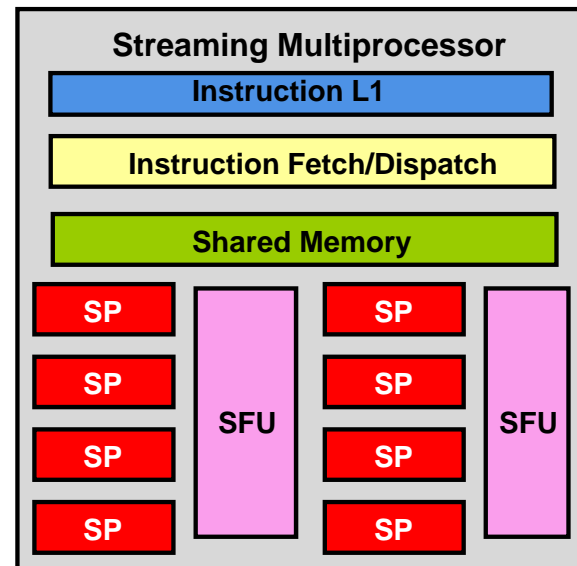 Streaming Multiprocessor
Instruction L1
Instruction Fetch/Dispatch
Shared Memory
SP
SP
SP
SP
SFU
SP
SP
SP
SP
SFU